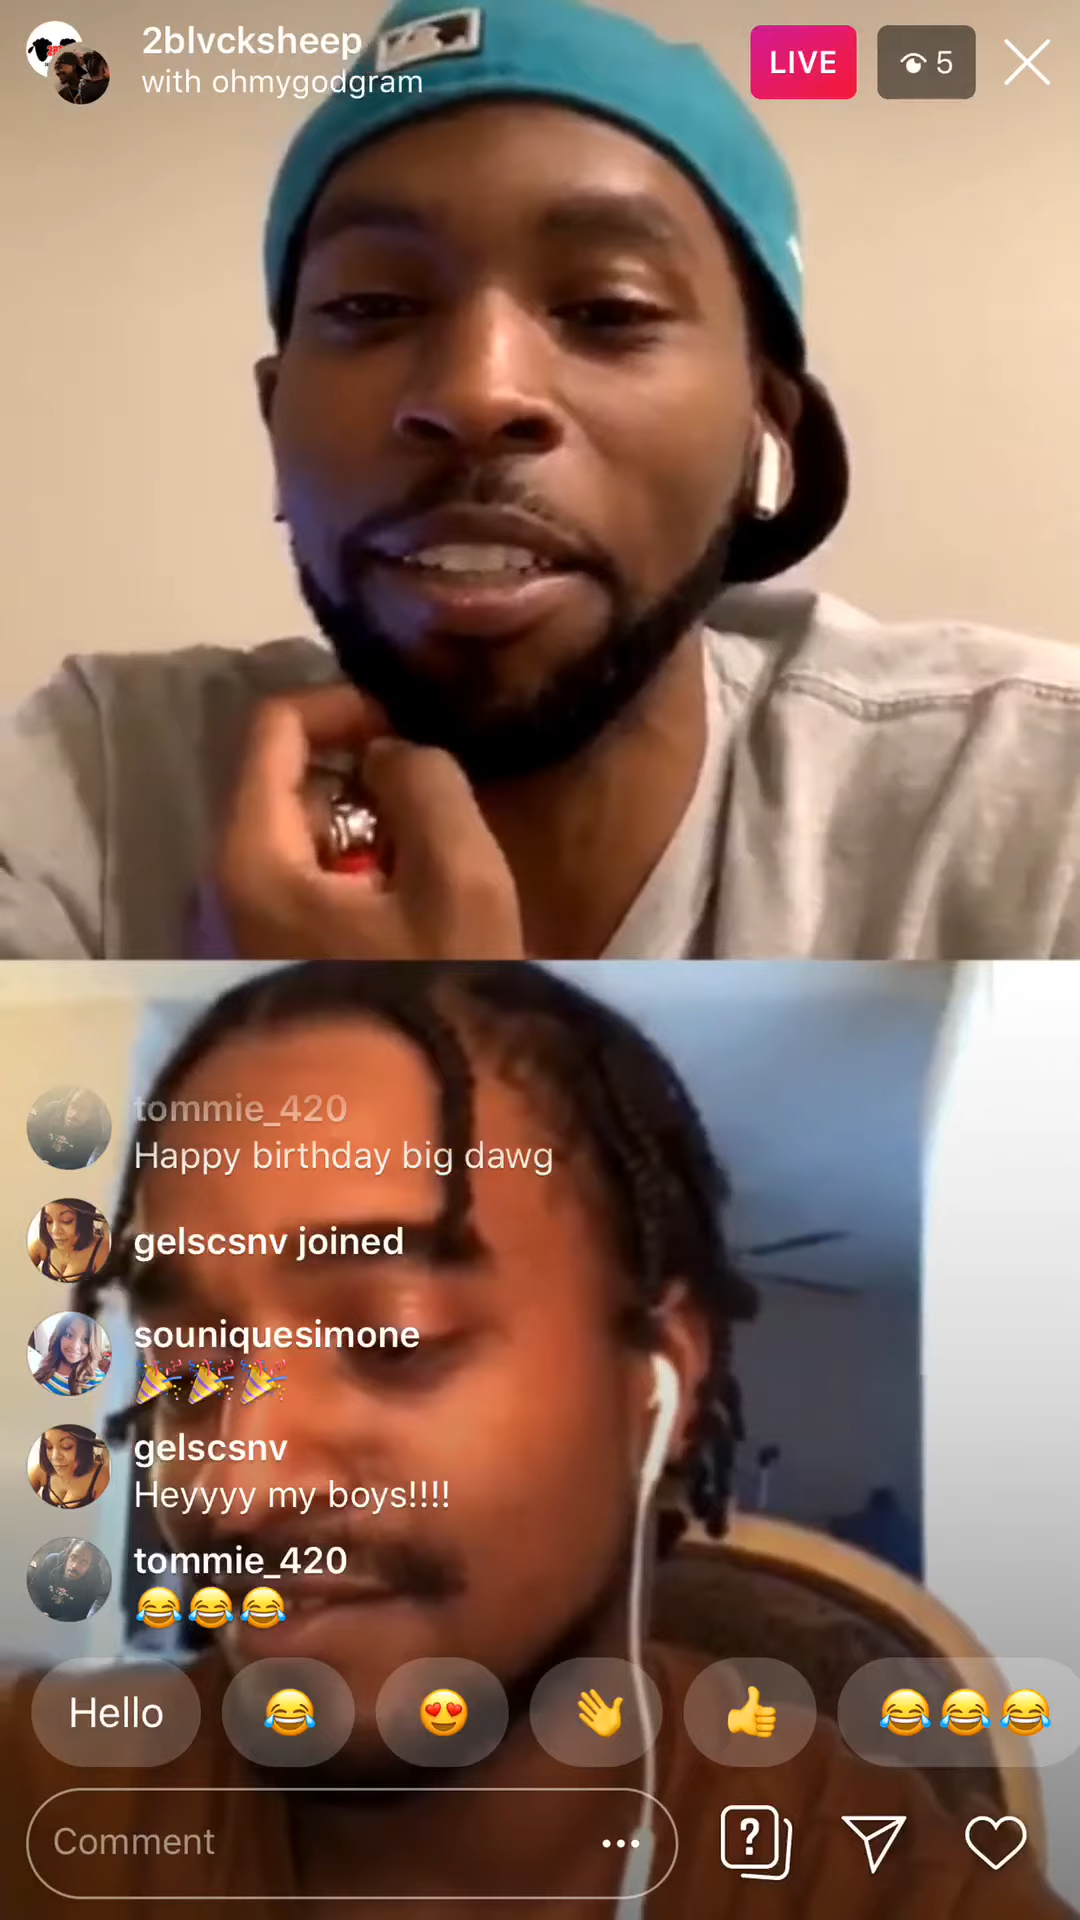 2blvcksheep
with ohmygodgram
LIVE
5
tommie_420
Happy birthday big dawg
gelscsnv joined
souniquesimone
🎉🎉🎉
gelscsnv
Heyyyy my boys!!!!
tommie_420
😂😂😂
Hello 😂 😍 👋 👍 😂😂😂
Comment
?